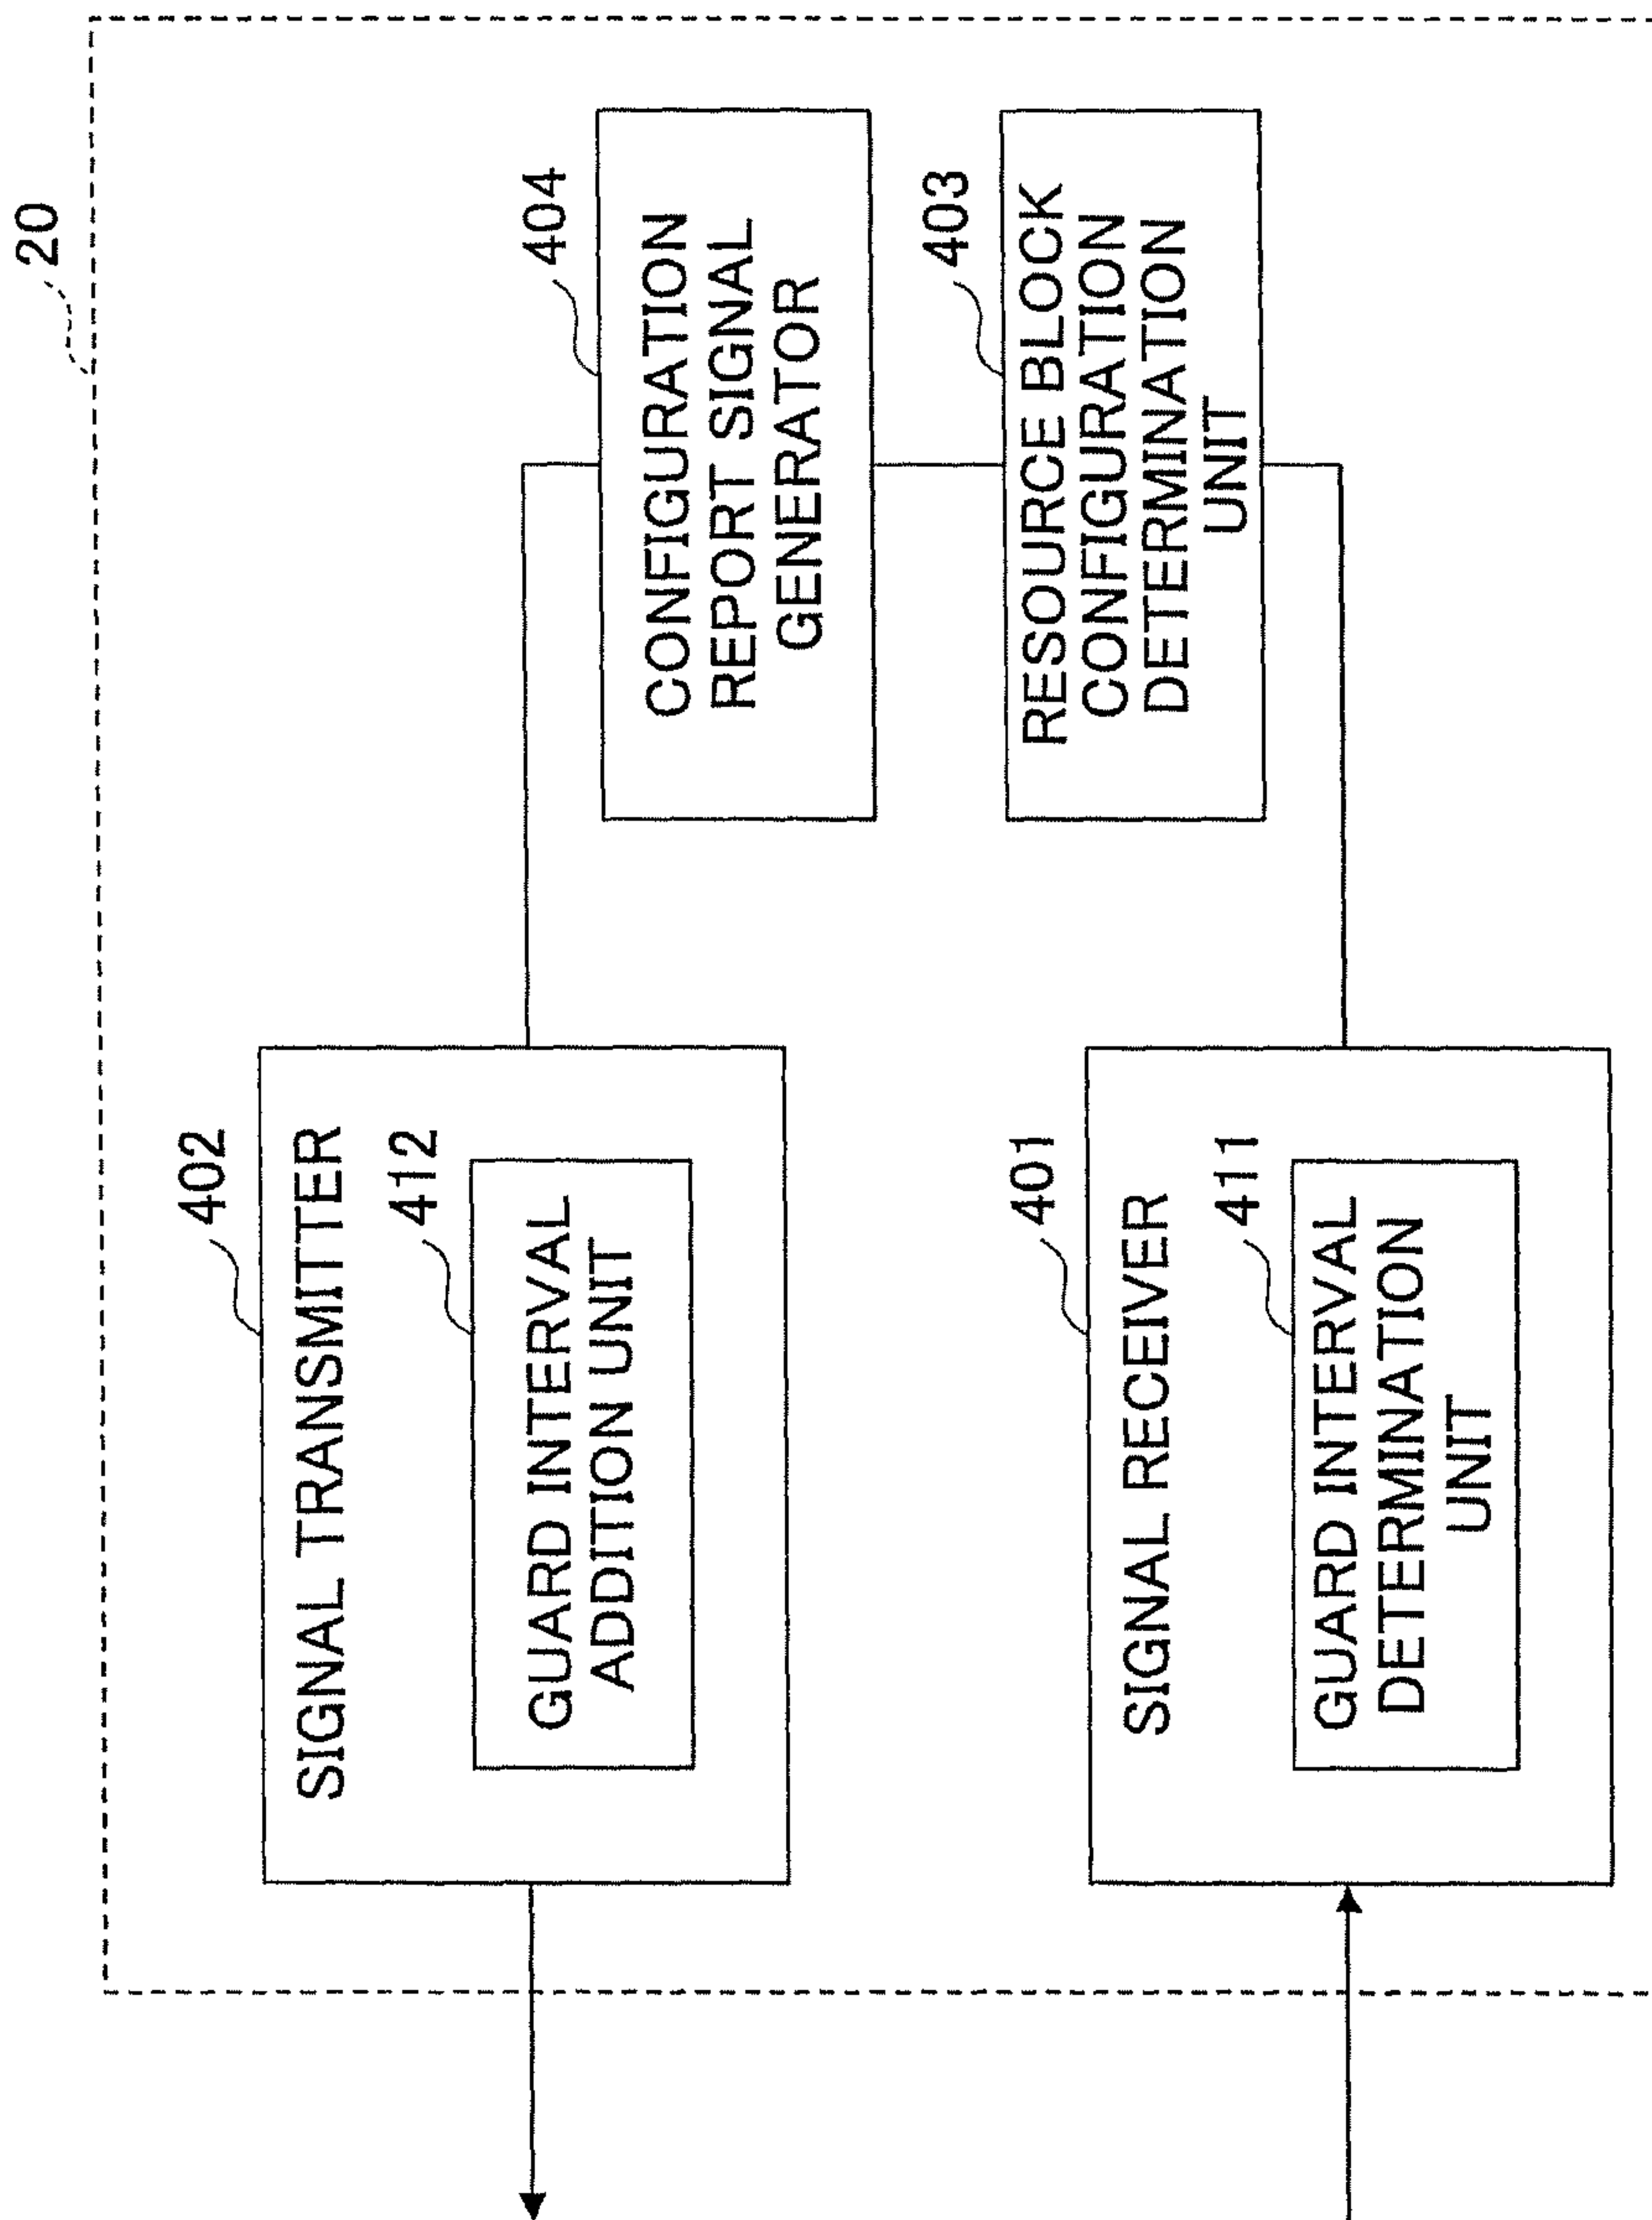 20
402
SIGNAL TRANSMITTER
412
GUARD INTERVAL
ADDITION UNIT
404
CONFIGURATION
REPORT SIGNAL
GENERATOR
403
RESOURCE BLOCK
CONFIGURATION
DETERMINATION
UNIT
401
SIGNAL RECEIVER
411
GUARD INTERVAL
DETERMINATION
UNIT